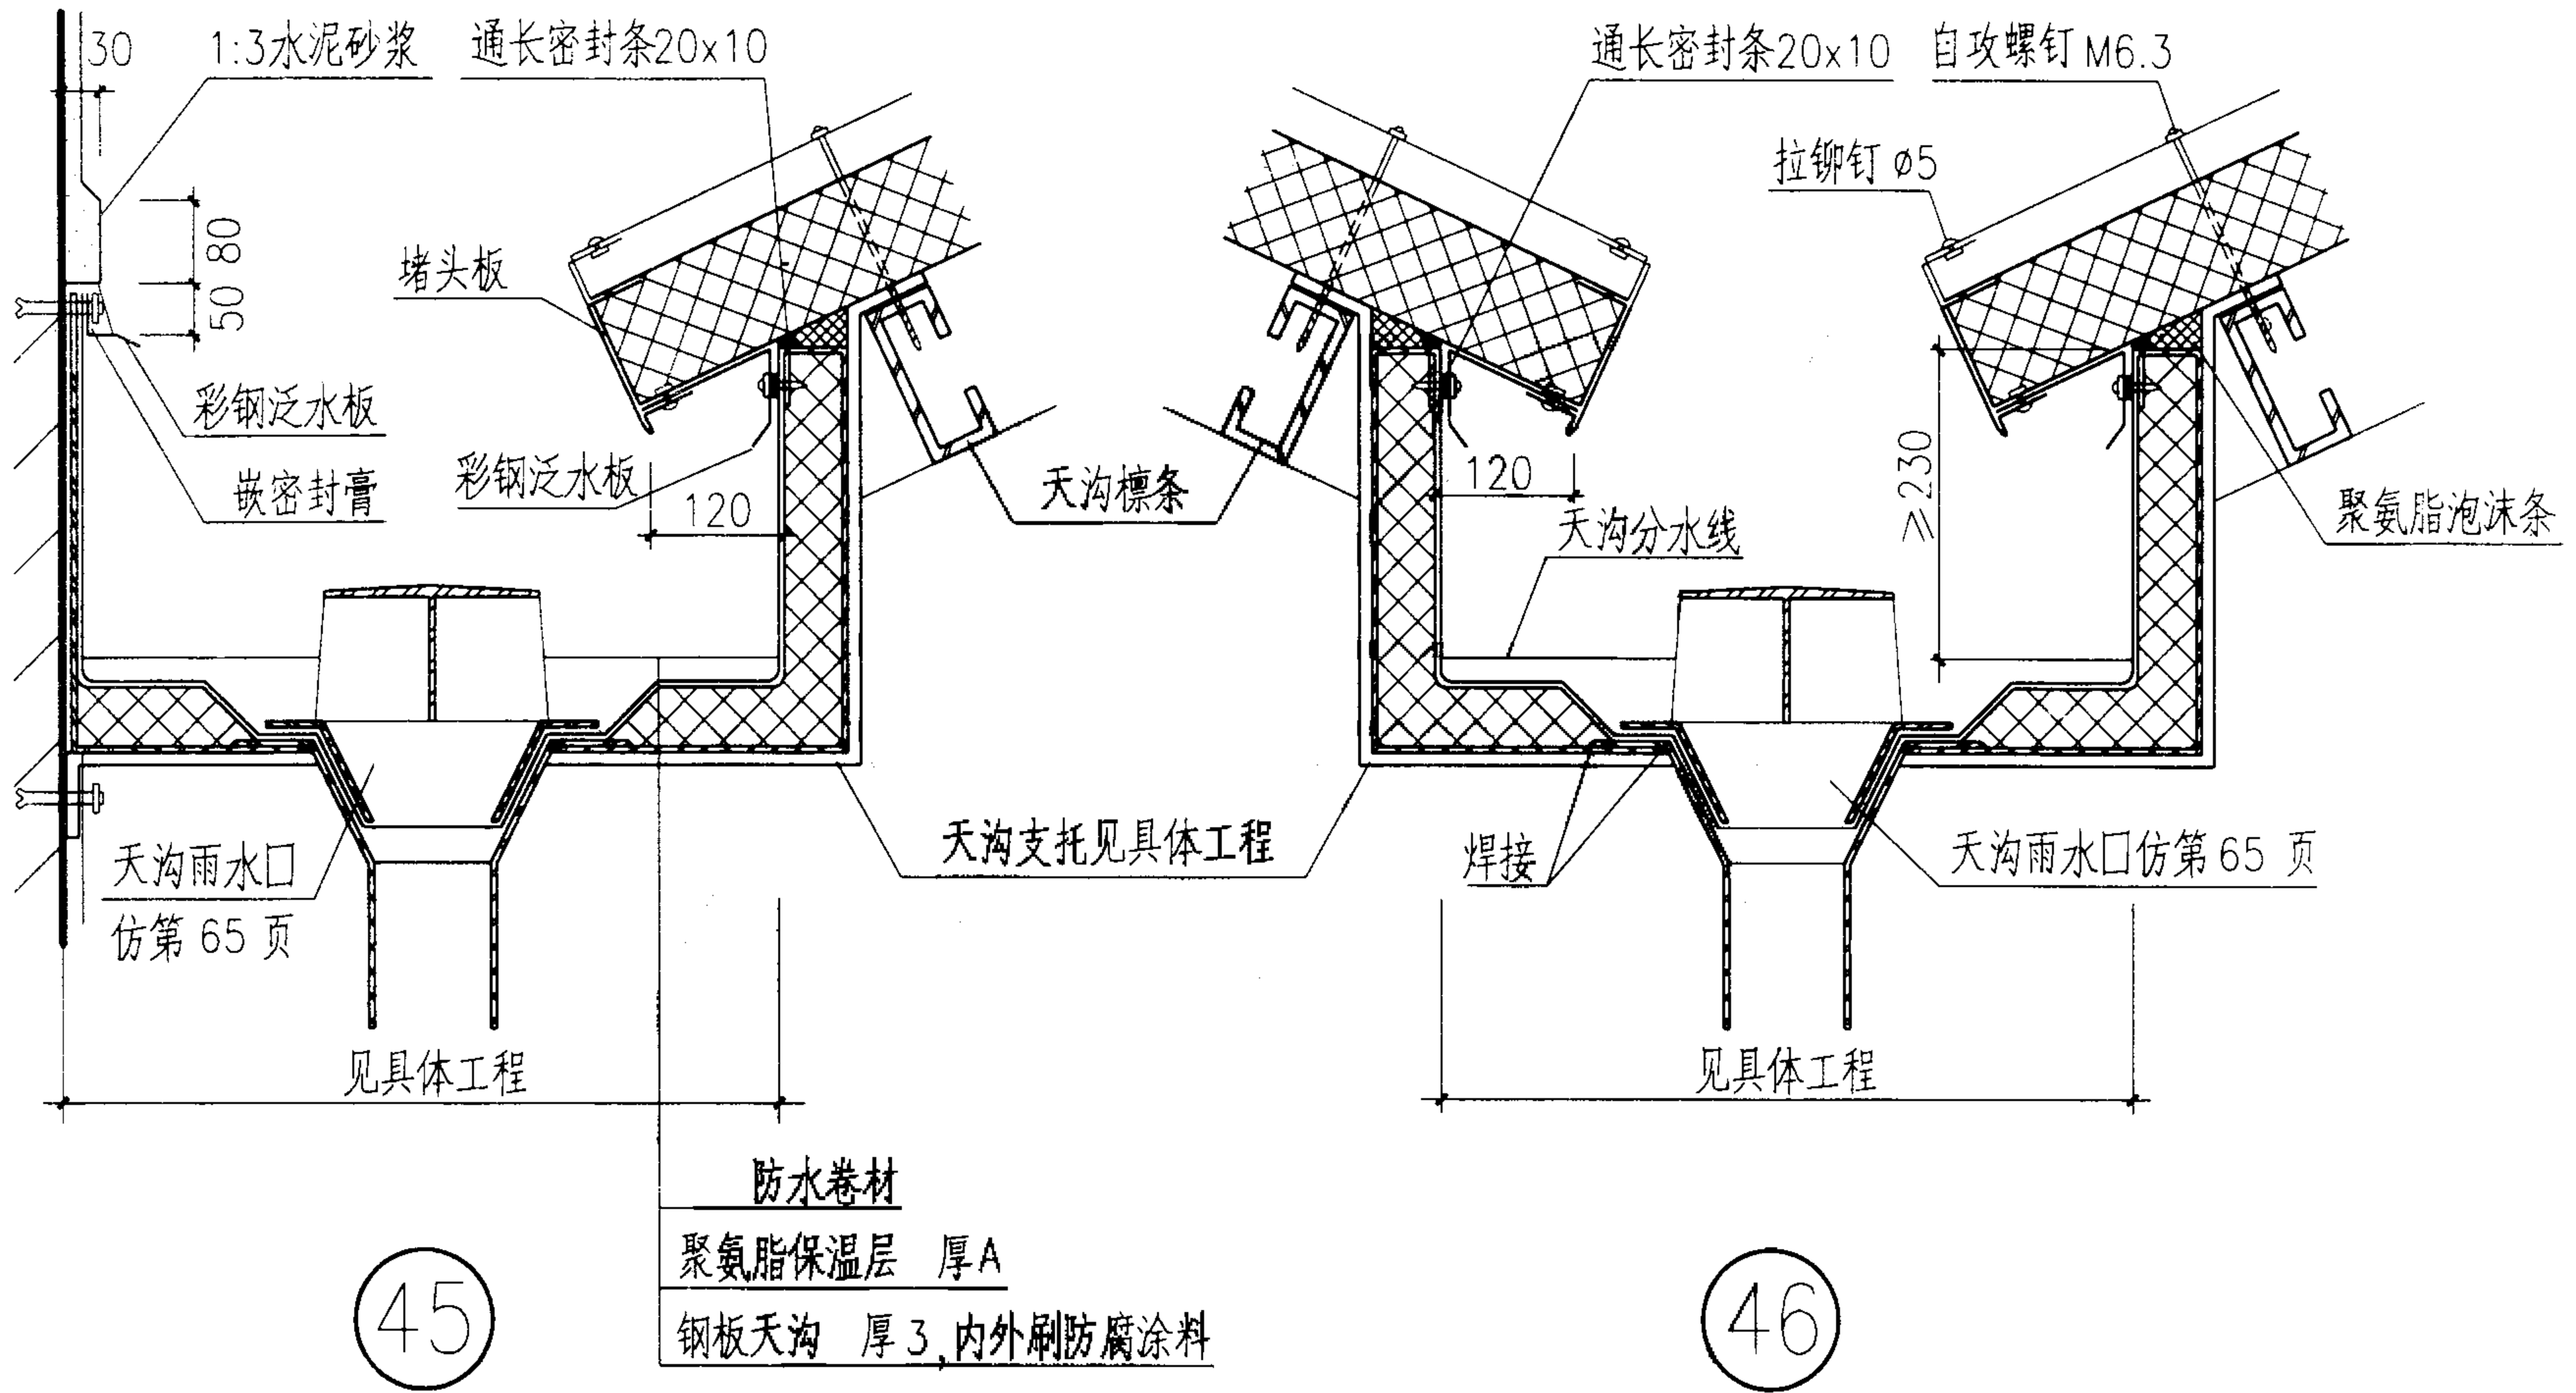 30
1:3水泥砂浆
通长密封条20x10
通长密封条20x10
自攻螺钉 M6.3
拉铆钉 ø5
80
50
堵头板
彩钢泛水板
嵌密封膏
彩钢泛水板
120
天沟檩条
120
天沟分水线
≥230
聚氨脂泡沫条
天沟雨水口
仿第 65 页
天沟支托见具体工程
焊接
天沟雨水口仿第 65 页
见具体工程
见具体工程
防水卷材
聚氨脂保温层 厚A
钢板天沟 厚3,内外刷防腐涂料
45
46